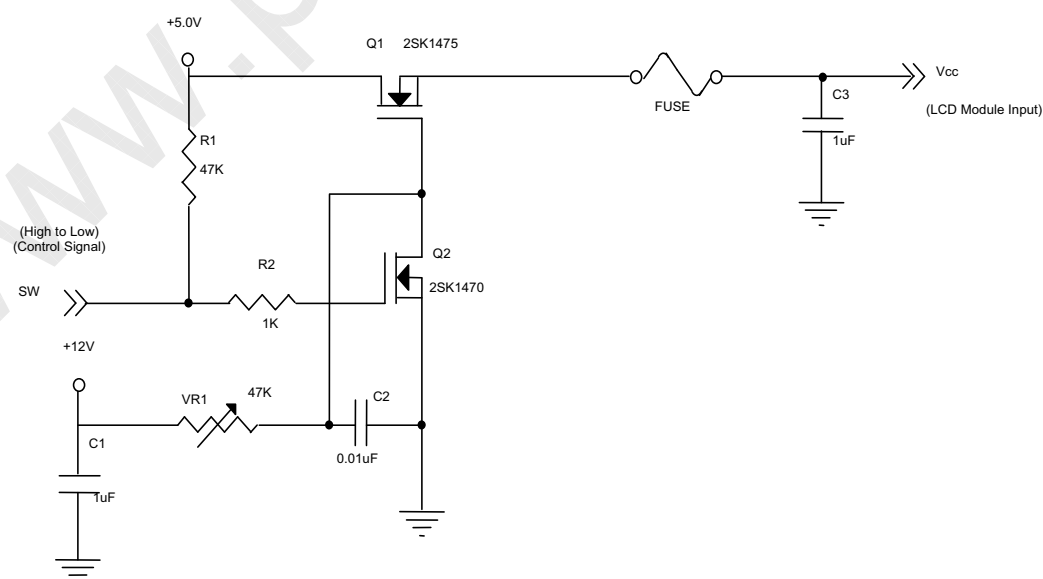 +5.0V
Q1 2SK1475
Vcc
FUSE
C3
(LCD Module Input)
R1
47K
1uF
(High to Low)
(Control Signal)
R2
Q2
2SK1470
SW
1K
+12V
VR1
47K
C2
C1
0.01uF
1uF
www.p